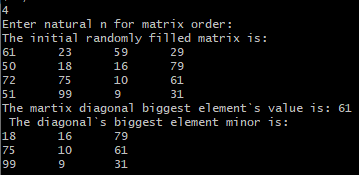 4
Enter natural n for matrix order:
The initial randomly filled matrix is:
61 23 59 29
50 18 16 79
72 75 10 61
51 99 9 31
The martix diagonal biggest element`s value is: 61
The diagonal`s biggest element minor is:
18 16 79
75 10 61
99 9 31